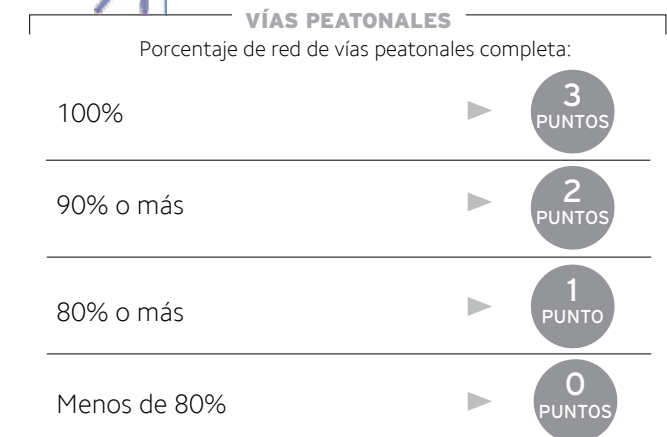 VÍAS PEATONALES
Porcentaje de red de vías peatonales completa:
100%
3
PUNTOS
90% o más
2
PUNTOS
80% o más
1
PUNTO
Menos de 80%
0
PUNTOS